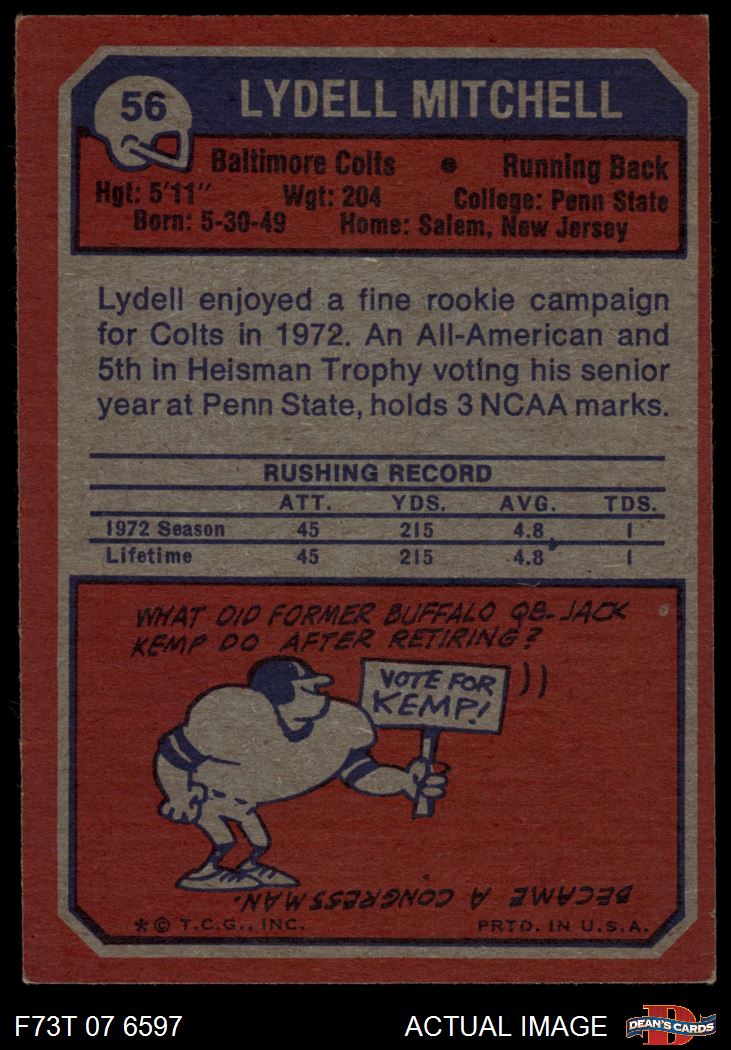 56
LYDELL MITCHELL
Baltimore Colts • Running Back
Hgt: 5'11" Wgt: 204 College: Penn State
Born: 5-30-49 Home: Salem, New Jersey
Lydell enjoyed a fine rookie campaign
for Colts in 1972. An All-American and
5th in Heisman Trophy voting his senior
year at Penn State, holds 3 NCAA marks.
RUSHING RECORD
ATT. YDS. AVG. TDS.
1972 Season 45 215 4.8 1
Lifetime 45 215 4.8 1
WHAT DID FORMER BUFFALO QB. JACK
KEMP DO AFTER RETIRING?
VOTE FOR
KEMP!
BECAME A CONGRESSMAN.
* © T.C.G., INC. PRTD. IN U.S.A.
F73T 07 6597 ACTUAL IMAGE
D
DEAN'S CARDS